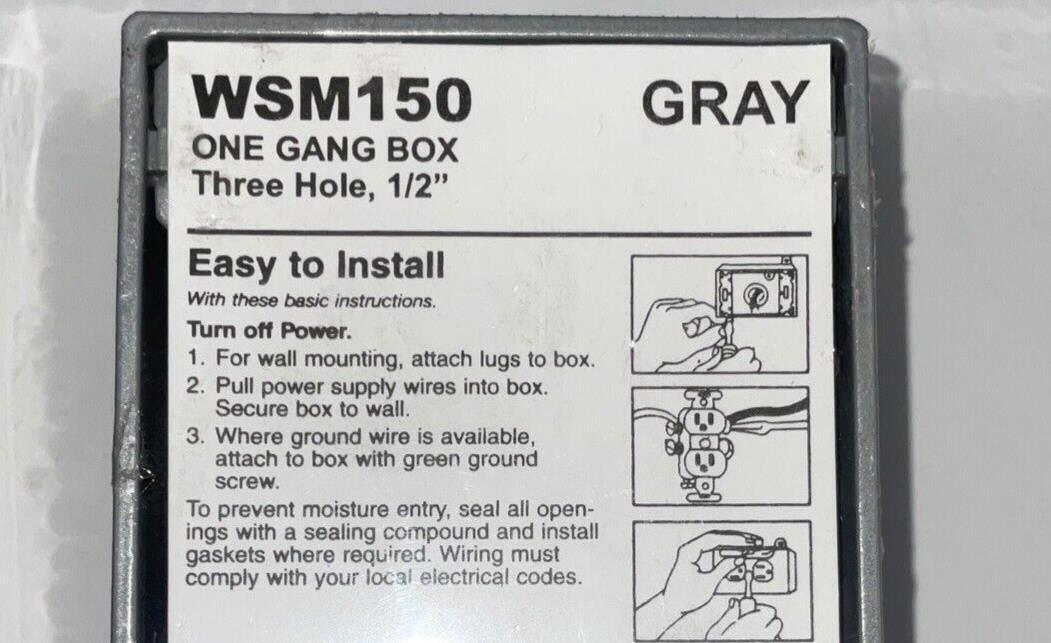 WSM150 GRAY
ONE GANG BOX
Three Hole, 1/2”
Easy to Install
With these basic instructions.
Turn off Power.
1. For wall mounting, attach lugs to box.
2. Pull power supply wires into box.
Secure box to wall.
3. Where ground wire is available,
attach to box with green ground
screw.
To prevent moisture entry, seal all open-
ings with a sealing compound and install
gaskets where required. Wiring must
comply with your local electrical codes.